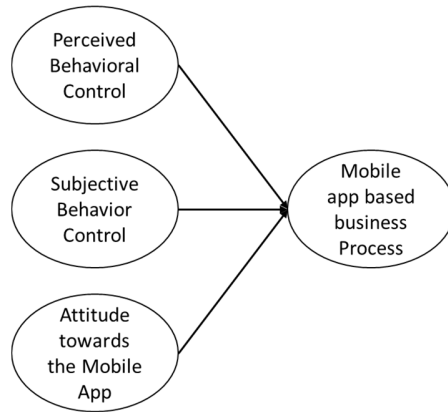 Perceived
Behavioral
Control
Subjective
Behavior
Control
Mobile
app based
business
Process
Attitude
towards
the Mobile
App